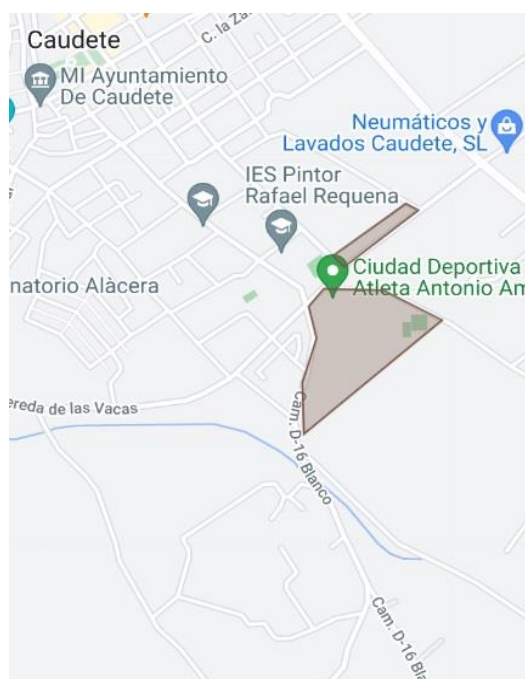 Caudete
C. la Za
MI Ayuntamiento
De Caudete
Neumáticos y
Lavados Caudete, SL
IES Pintor
Rafael Requena
Ciudad Deportiva
Atleta Antonio Am
natorio Alàcera
ereda de las Vacas
Cam. D-16 Blanco
Cam. D-16 Bla